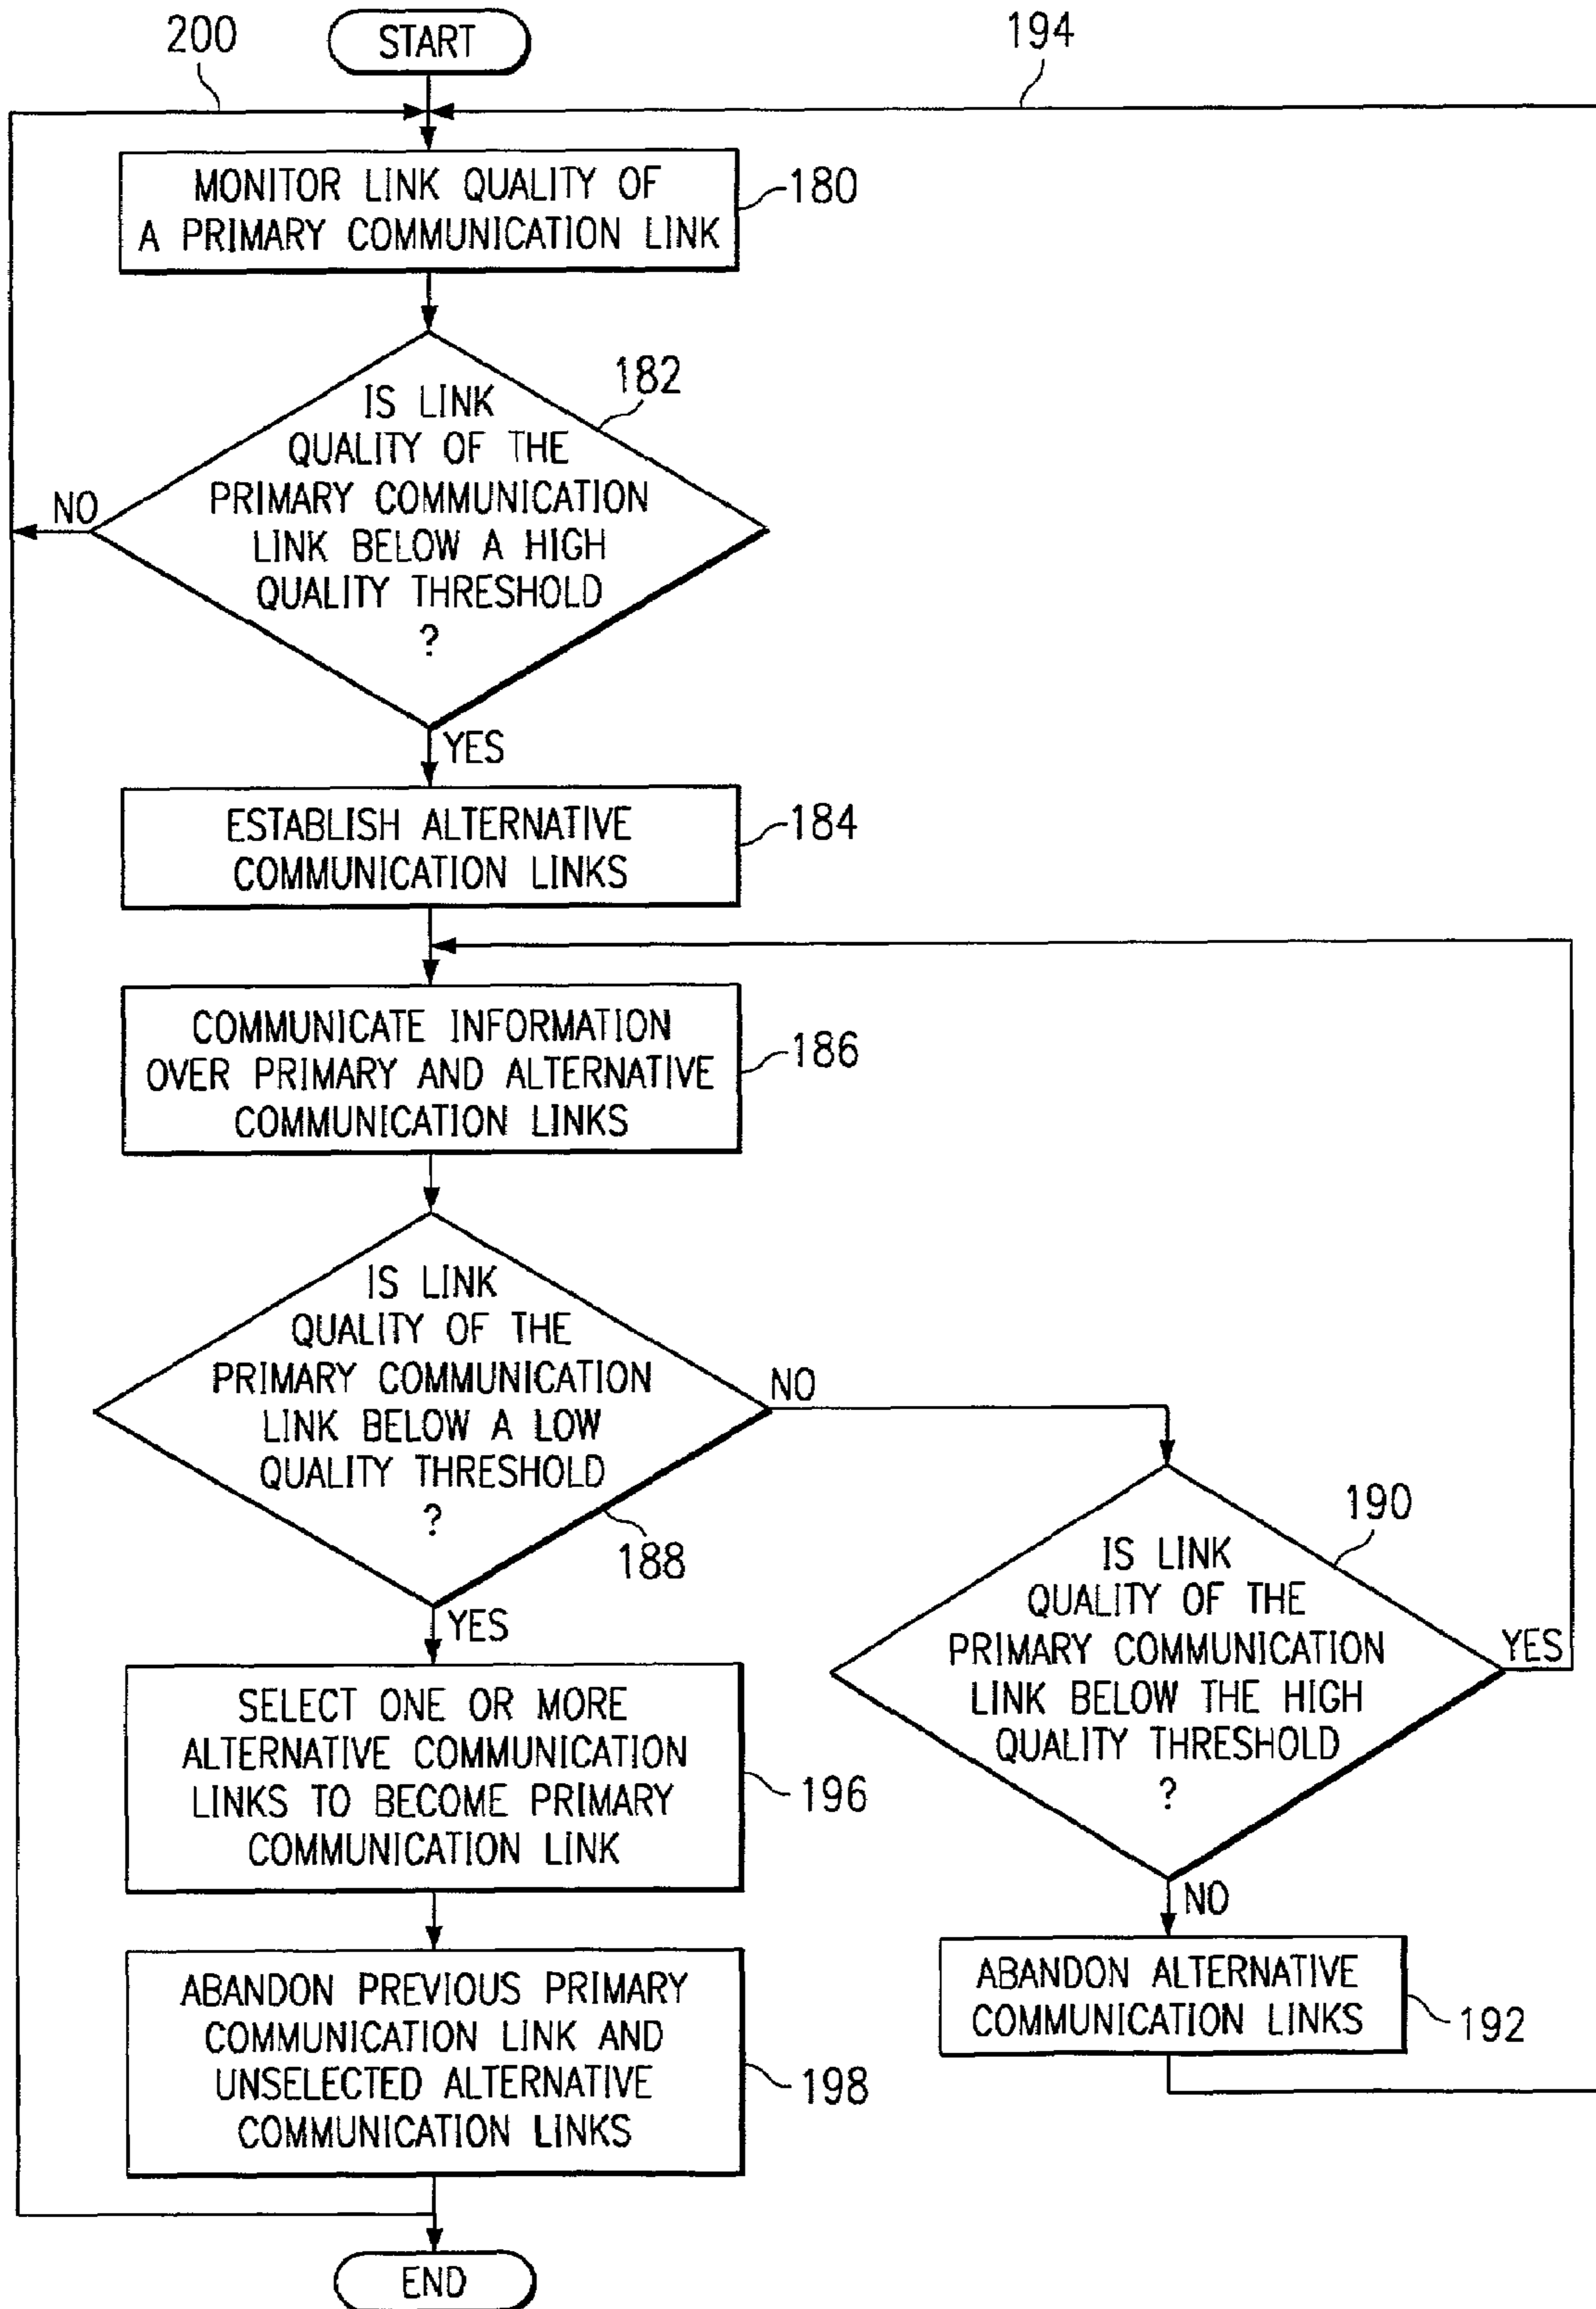 200
START
194
MONITOR LINK QUALITY OF
A PRIMARY COMMUNICATION LINK
180
182
IS LINK
QUALITY OF THE
PRIMARY COMMUNICATION
LINK BELOW A HIGH
QUALITY THRESHOLD
?
NO
YES
ESTABLISH ALTERNATIVE
COMMUNICATION LINKS
184
COMMUNICATE INFORMATION
OVER PRIMARY AND ALTERNATIVE
COMMUNICATION LINKS
186
IS LINK
QUALITY OF THE
PRIMARY COMMUNICATION
LINK BELOW A LOW
QUALITY THRESHOLD
?
188
NO
YES
190
IS LINK
QUALITY OF THE
PRIMARY COMMUNICATION
LINK BELOW THE HIGH
QUALITY THRESHOLD
?
YES
NO
SELECT ONE OR MORE
ALTERNATIVE COMMUNICATION
LINKS TO BECOME PRIMARY
COMMUNICATION LINK
196
ABANDON PREVIOUS PRIMARY
COMMUNICATION LINK AND
UNSELECTED ALTERNATIVE
COMMUNICATION LINKS
198
ABANDON ALTERNATIVE
COMMUNICATION LINKS
192
END